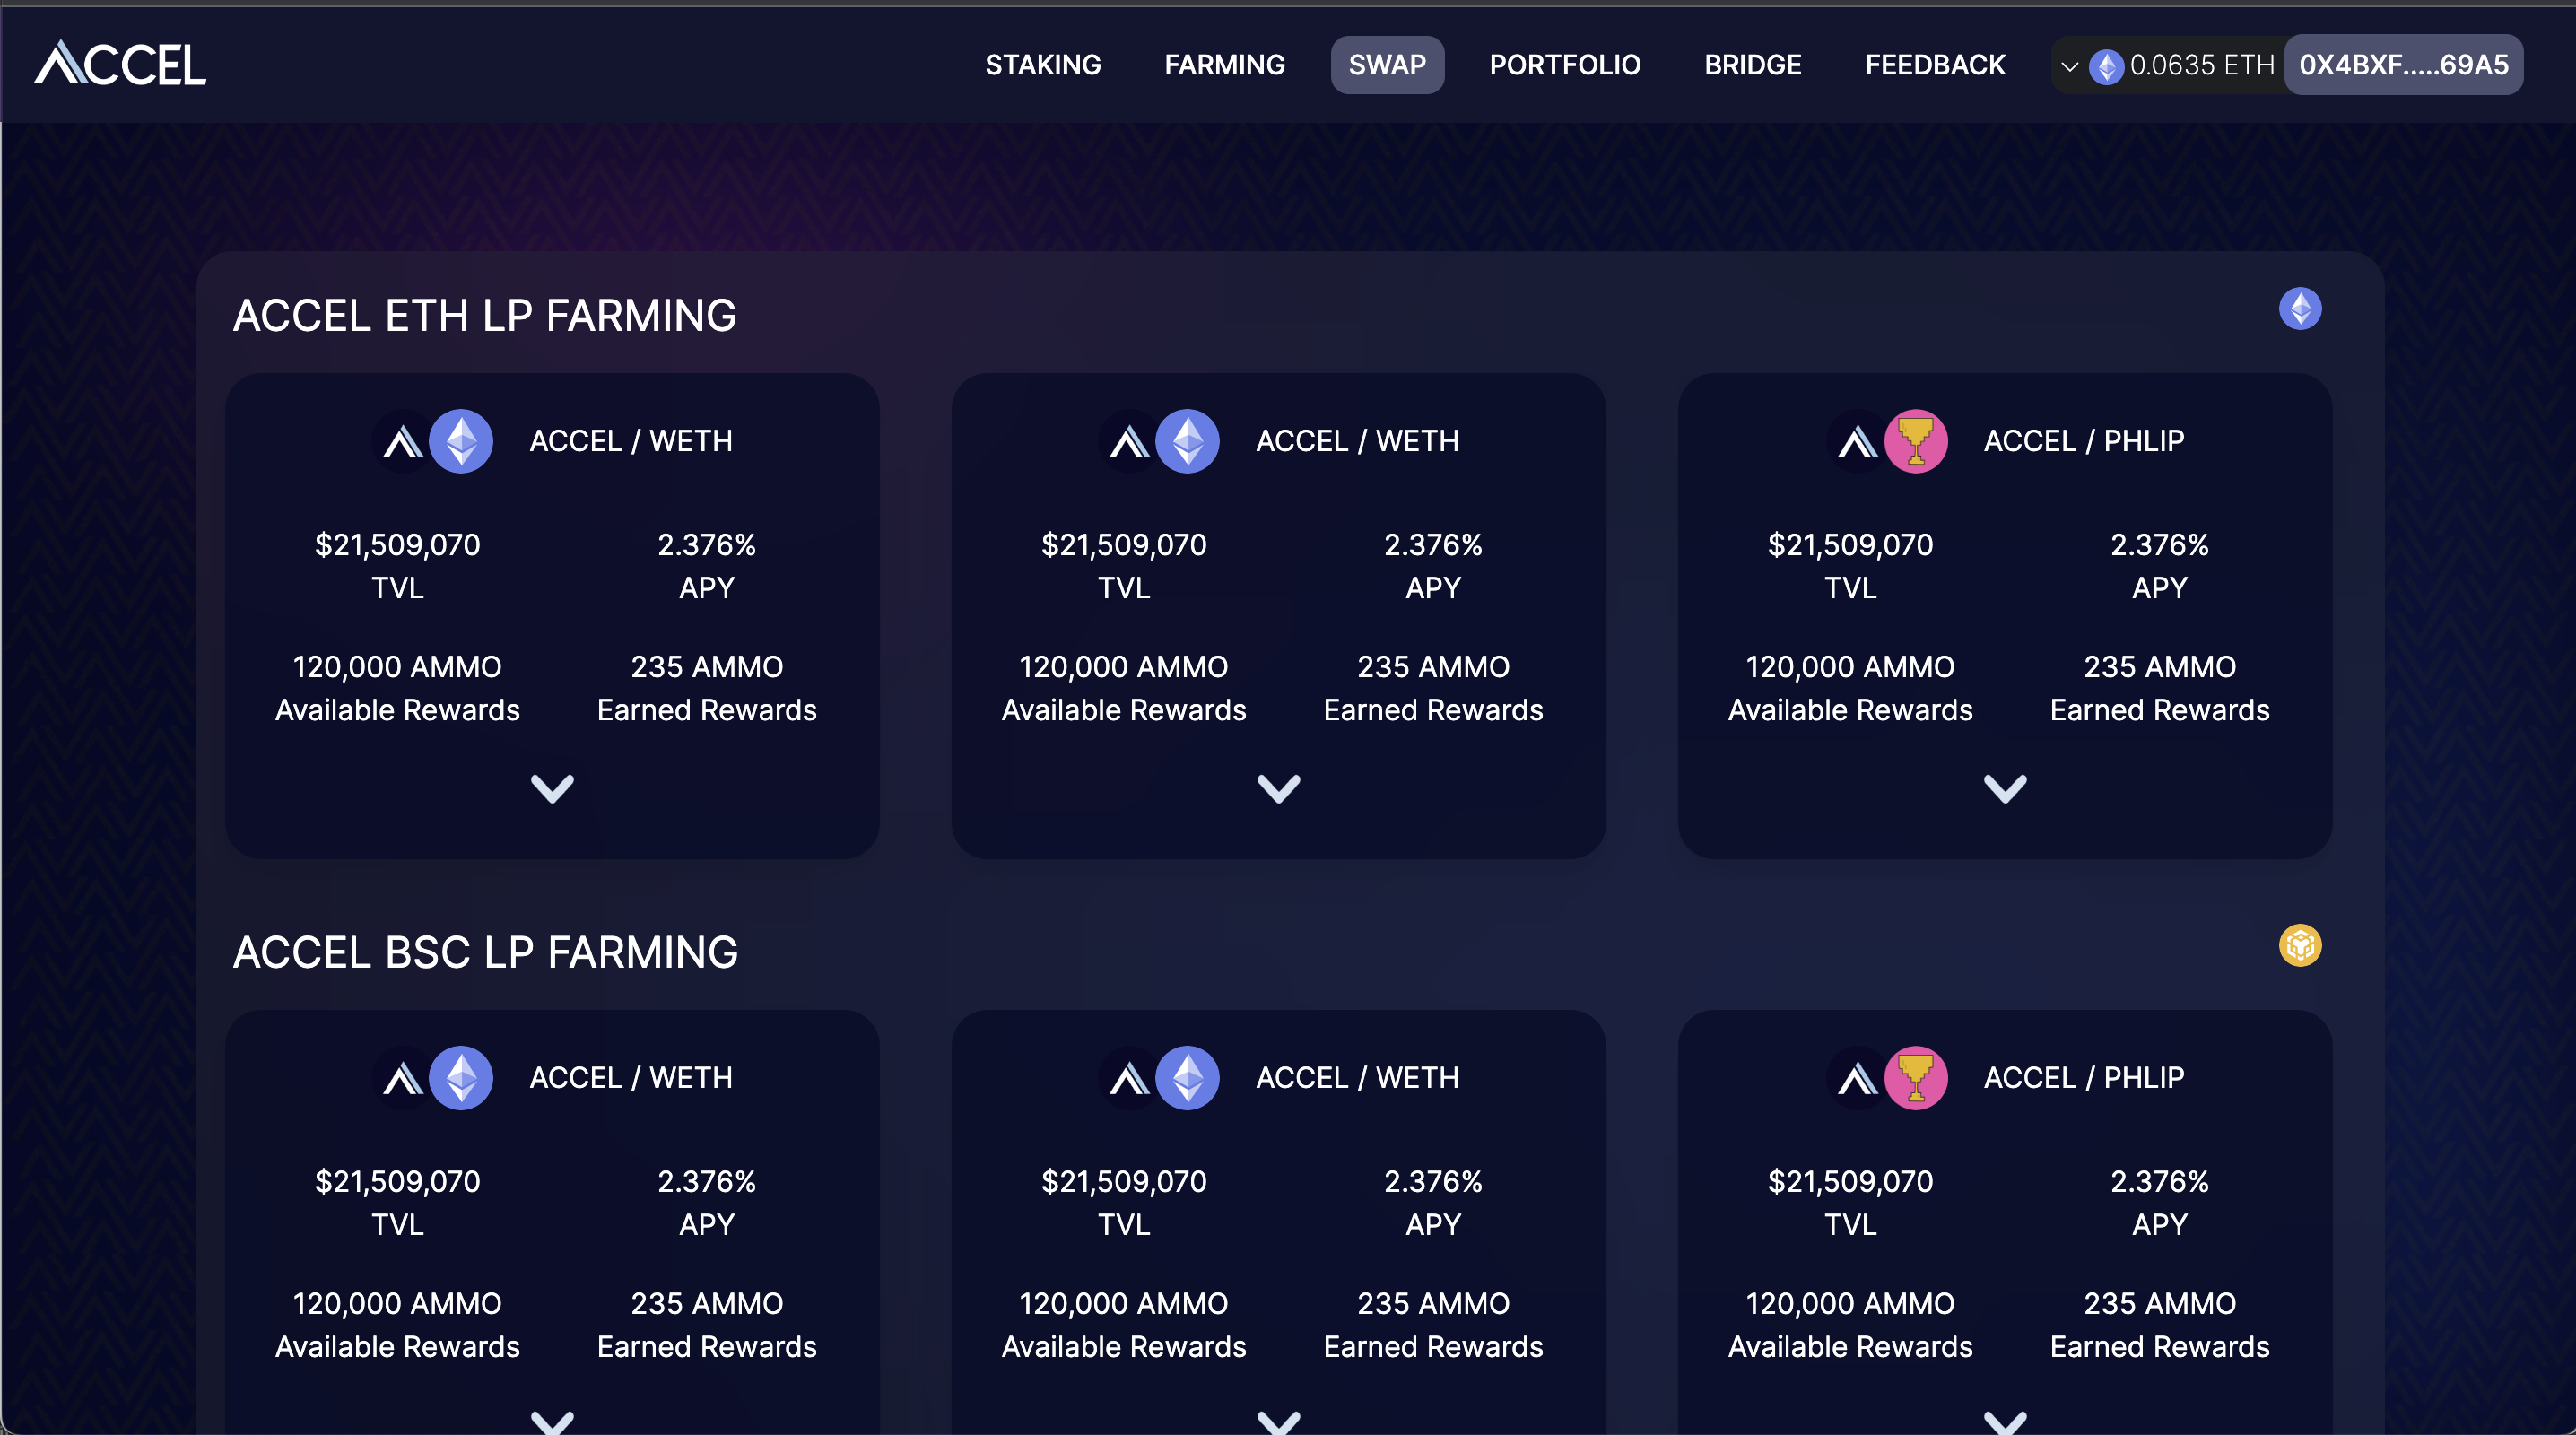 ACCEL
STAKING FARMING SWAP PORTFOLIO BRIDGE FEEDBACK 0.0635 ETH 0X4BXF.....69A5
ACCEL ETH LP FARMING
ACCEL / WETH
$21,509,070 2.376%
TVL APY
120,000 AMMO 235 AMMO
Available Rewards Earned Rewards
ACCEL / WETH
$21,509,070 2.376%
TVL APY
120,000 AMMO 235 AMMO
Available Rewards Earned Rewards
ACCEL / PHLIP
$21,509,070 2.376%
TVL APY
120,000 AMMO 235 AMMO
Available Rewards Earned Rewards
ACCEL BSC LP FARMING
ACCEL / WETH
$21,509,070 2.376%
TVL APY
120,000 AMMO 235 AMMO
Available Rewards Earned Rewards
ACCEL / WETH
$21,509,070 2.376%
TVL APY
120,000 AMMO 235 AMMO
Available Rewards Earned Rewards
ACCEL / PHLIP
$21,509,070 2.376%
TVL APY
120,000 AMMO 235 AMMO
Available Rewards Earned Rewards